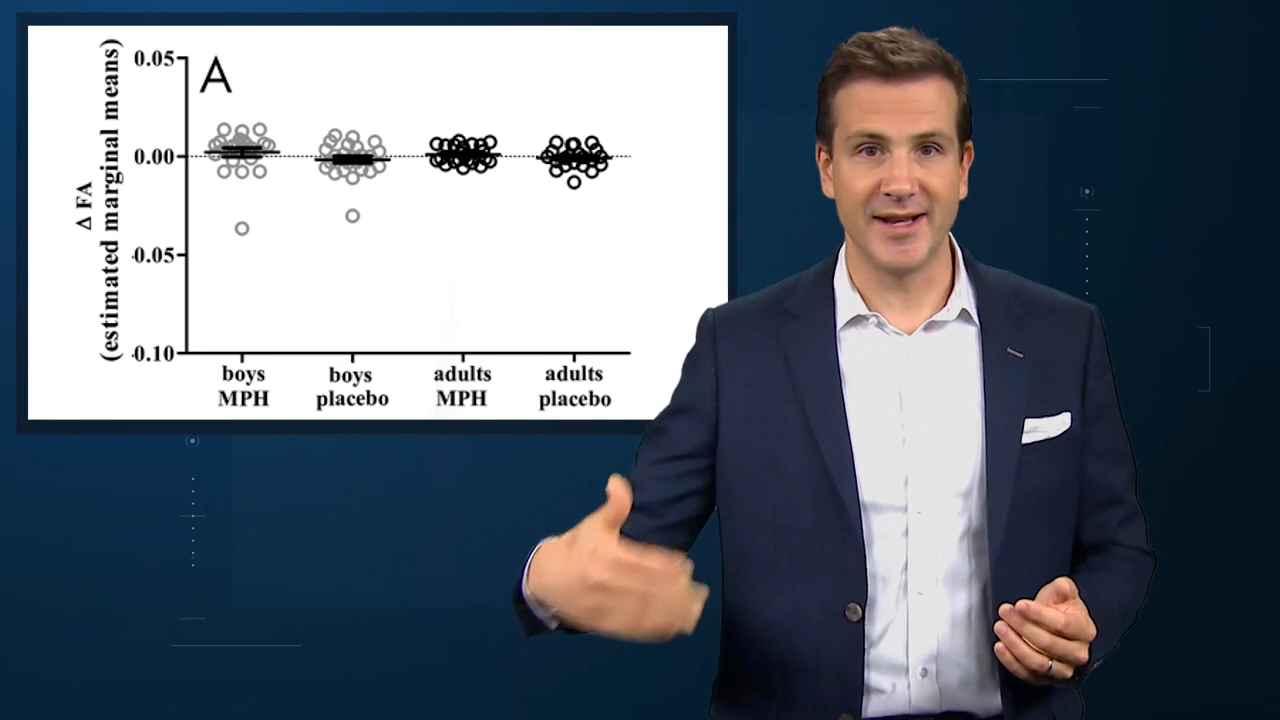 A
Δ FA
(estimated marginal means)
0.05
0.00
-0.05
-0.10
boys
MPH
boys
placebo
adults
MPH
adults
placebo